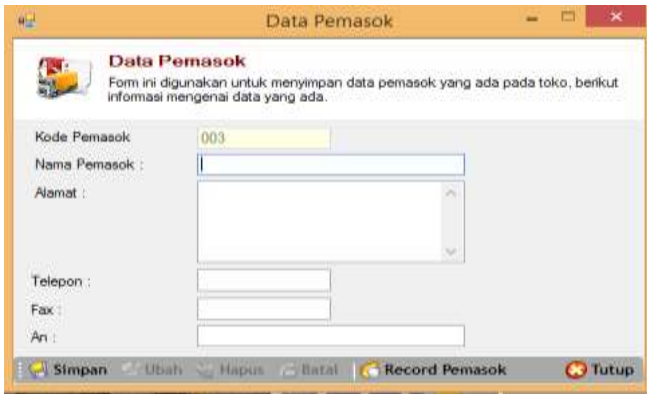 Data Pemasok
Data Pemasok
Form ini digunakan untuk menyimpan data pemasok yang ada pada toko, berikut
informasi mengenai data yang ada.
Kode Pemasok 003
Nama Pemasok :
Alamat :
Telepon :
Fax :
An :
Simpan Ubah Hapus Batal Record Pemasok Tutup